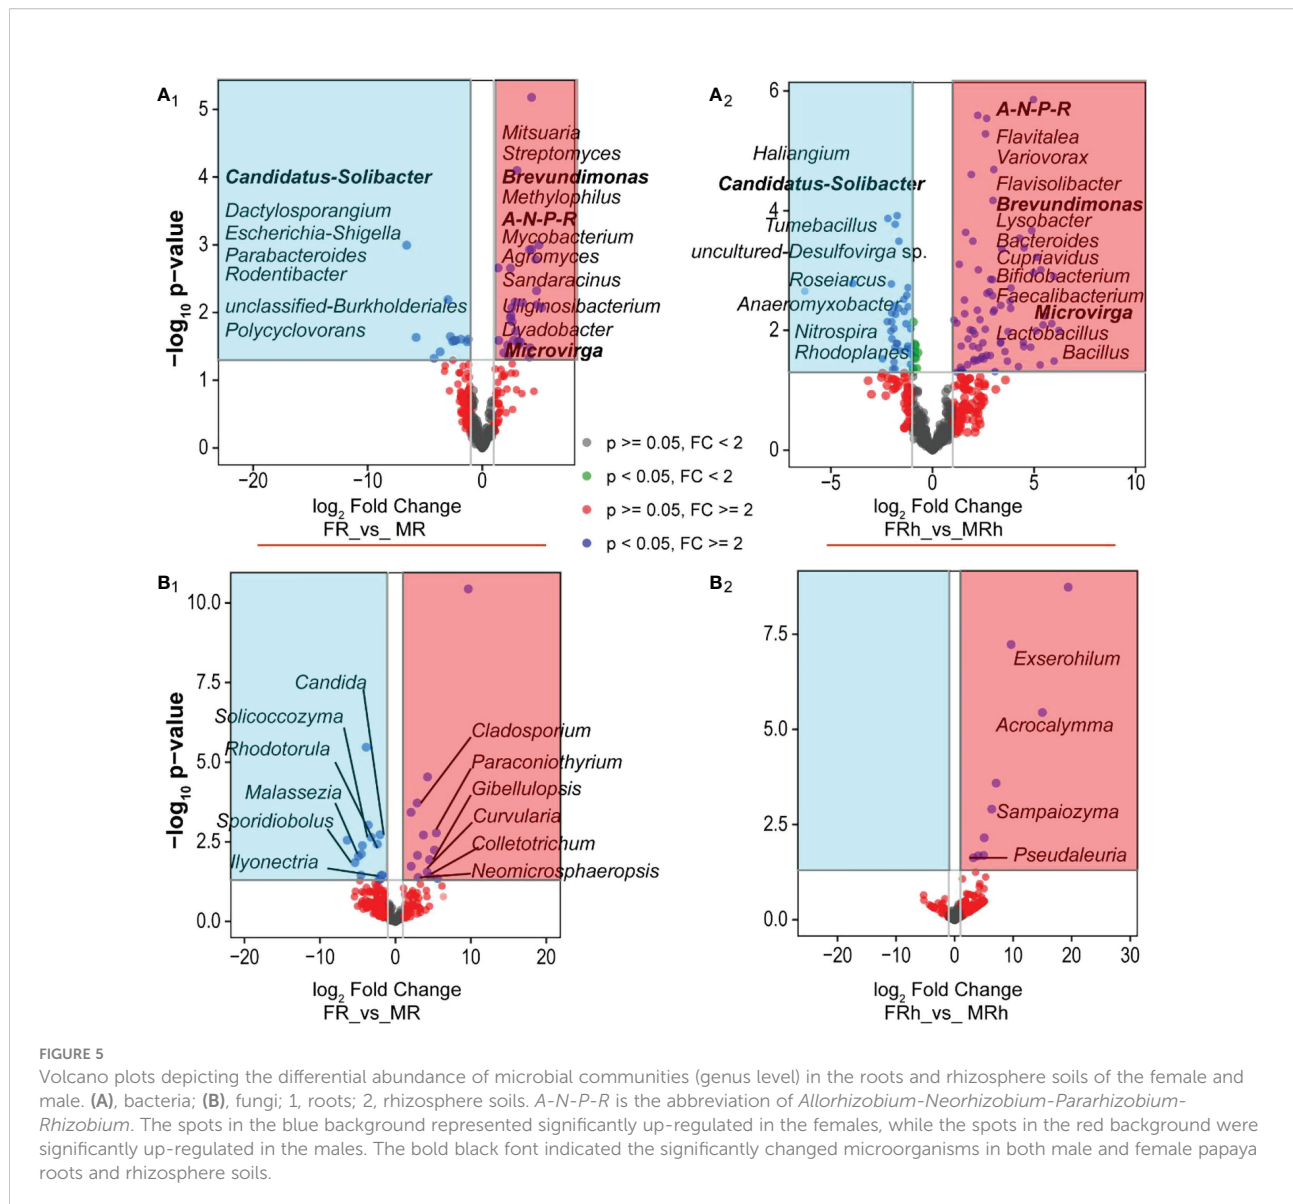 A1
5
4
3
2
1
0
−log10 p−value
Candidatus-Solibacter
Dactylosporangium
Escherichia-Shigella
Parabacteroides
Rodentibacter
unclassified-Burkholderiales
Polycyclovorans
Mitsuaria
Streptomyces
Brevundimonas
Methylophilus
A-N-P-R
Mycobacterium
Agromyces
Sandaracinus
Uliginosibacterium
Dyadobacter
Microvirga
−20
−10
0
log2 Fold Change
FR_vs_ MR
p >= 0.05, FC < 2
p < 0.05, FC < 2
p >= 0.05, FC >= 2
p < 0.05, FC >= 2
A2
6
4
2
0
Haliangium
Candidatus-Solibacter
Tumebacillus
uncultured-Desulfovirga sp.
Roseiarcus
Anaeromyxobacter
Nitrospira
Rhodoplanes
A-N-P-R
Flavitalea
Variovorax
Flavisolibacter
Brevundimonas
Lysobacter
Bacteroides
Cupriavidus
Bifidobacterium
Faecalibacterium
Microvirga
Lactobacillus
Bacillus
−5
0
5
10
log2 Fold Change
FRh_vs_MRh
B1
10.0
7.5
5.0
2.5
0.0
−log10 p−value
Candida
Solicoccozyma
Rhodotorula
Malassezia
Sporidiobolus
Ilyonectria
Cladosporium
Paraconiothyrium
Gibellulopsis
Curvularia
Colletotrichum
Neomicrosphaeropsis
−20
−10
0
10
20
log2 Fold Change
FR_vs_MR
B2
7.5
5.0
2.5
0.0
Exserohilum
Acrocalymma
Sampaiozyma
Pseudaleuria
−20
−10
0
10
20
30
log2 Fold Change
FRh_vs_ MRh
FIGURE 5
Volcano plots depicting the differential abundance of microbial communities (genus level) in the roots and rhizosphere soils of the female and
male. (A), bacteria; (B), fungi; 1, roots; 2, rhizosphere soils. A-N-P-R is the abbreviation of Allorhizobium-Neorhizobium-Pararhizobium-
Rhizobium. The spots in the blue background represented significantly up-regulated in the females, while the spots in the red background were
significantly up-regulated in the males. The bold black font indicated the significantly changed microorganisms in both male and female papaya
roots and rhizosphere soils.